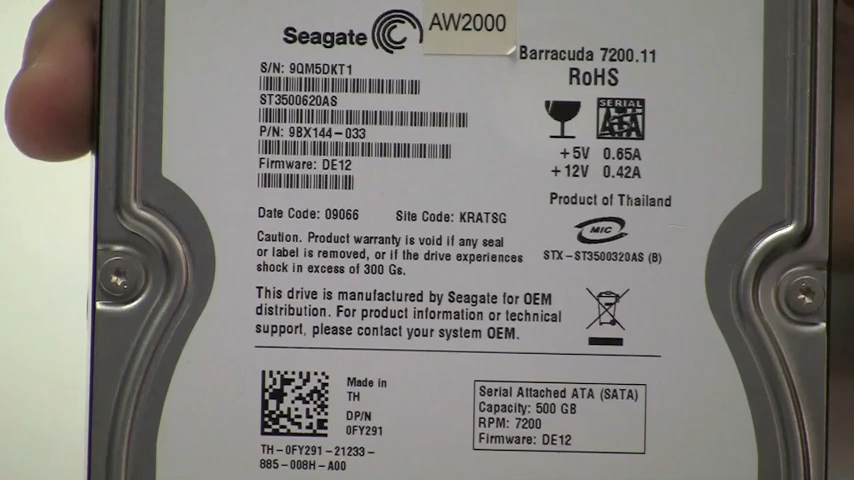 Seagate
AW2000
Barracuda 7200.11
RoHS
S/N: 9QM5DKT1
ST3500620AS
P/N: 9BX144-033
Firmware: DE12
SERIAL
ATA
+5V 0.65A
+12V 0.42A
Product of Thailand
MIC
STX-ST3500320AS (B)
Date Code: 09066 Site Code: KRATSG
Caution. Product warranty is void if any seal
or label is removed, or if the drive experiences
shock in excess of 300 Gs.
This drive is manufactured by Seagate for OEM
distribution. For product information or technical
support, please contact your system OEM.
Made in
TH
DP/N
0FY291
TH-0FY291-21233-
885-008H-A00
Serial Attached ATA (SATA)
Capacity: 500 GB
RPM: 7200
Firmware: DE12